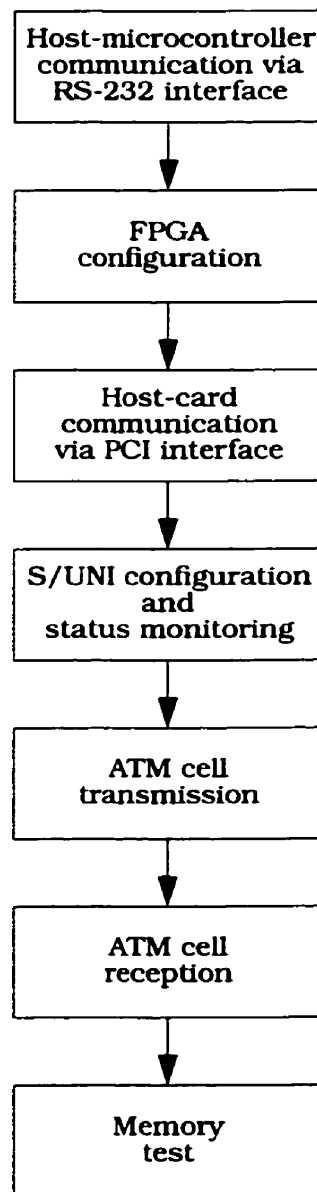 Host-microcontroller
communication via
RS-232 interface
FPGA
configuration
Host-card
communication
via PCI interface
S/UNI configuration
and
status monitoring
ATM cell
transmission
ATM cell
reception
Memory
test